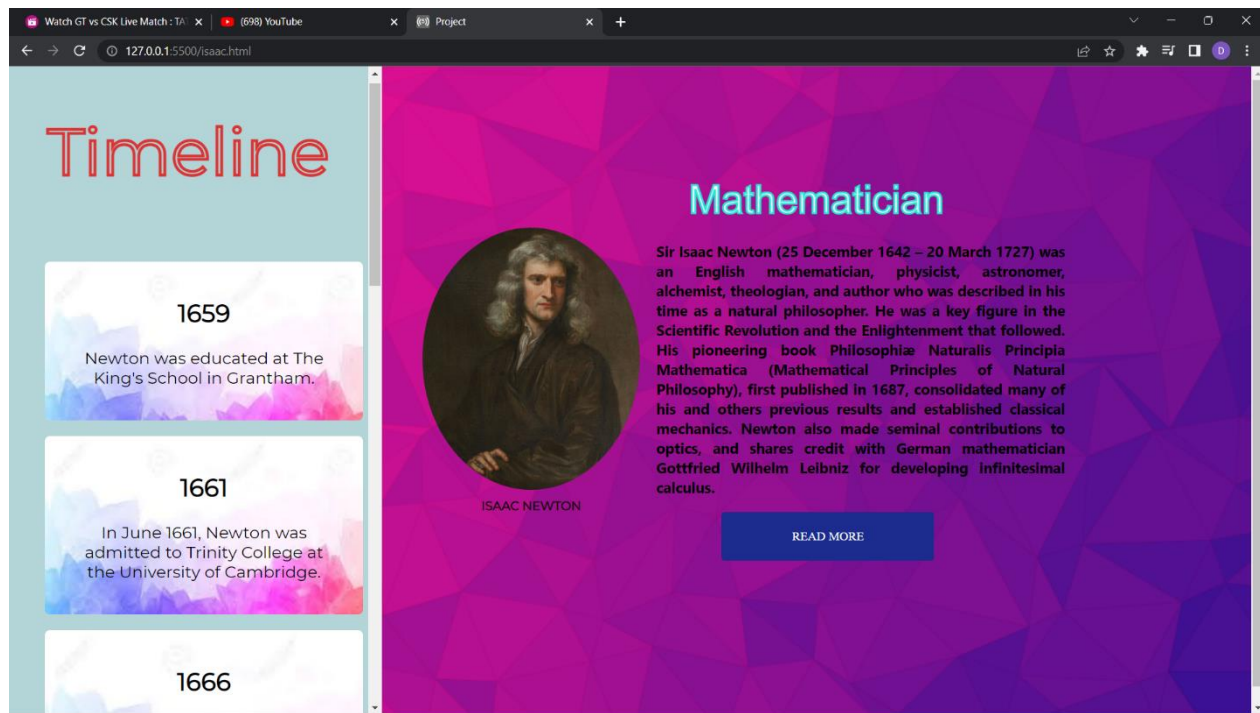 Watch GT vs CSK Live Match : TA
(698) YouTube
Project
127.0.0.1:5500/isaac.html
D
Timeline
1659
Newton was educated at The
King's School in Grantham.
1661
In June 1661, Newton was
admitted to Trinity College at
the University of Cambridge.
1666
ISAAC NEWTON
Mathematician
Sir Isaac Newton (25 December 1642 – 20 March 1727) was
an English mathematician, physicist, astronomer,
alchemist, theologian, and author who was described in his
time as a natural philosopher. He was a key figure in the
Scientific Revolution and the Enlightenment that followed.
His pioneering book Philosophiæ Naturalis Principia
Mathematica (Mathematical Principles of Natural
Philosophy), first published in 1687, consolidated many of
his and others previous results and established classical
mechanics. Newton also made seminal contributions to
optics, and shares credit with German mathematician
Gottfried Wilhelm Leibniz for developing infinitesimal
calculus.
READ MORE